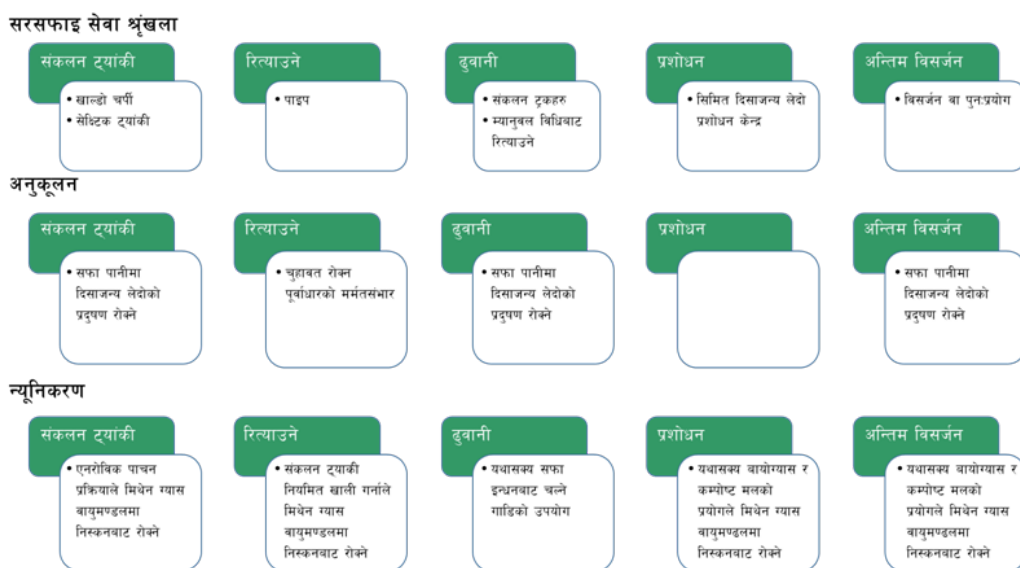 सरसफाइ सेवा श्रृंखला
संकलन ट्यांकी
• खाल्डो चर्पी
• सेप्टिक ट्यांकी
रित्याउने
• पाइप
ढुवानी
• संकलन ट्रकहरु
• म्यानुवल विधिबाट
रित्याउने
प्रशोधन
• सिमित दिसाजन्य लेदो
प्रशोधन केन्द्र
अन्तिम विसर्जन
• विसर्जन वा पुन:प्रयोग
अनुकूलन
संकलन ट्यांकी
• सफा पानीमा
दिसाजन्य लेदोको
प्रदुषण रोक्ने
रित्याउने
• चुहावत रोक्न
पूर्वाधारको मर्मतसंभार
ढुवानी
• सफा पानीमा
दिसाजन्य लेदोको
प्रदुषण रोक्ने
प्रशोधन
अन्तिम विसर्जन
• सफा पानीमा
दिसाजन्य लेदोको
प्रदुषण रोक्ने
न्यूनिकरण
संकलन ट्यांकी
• एनरोविक पाचन
प्रक्रियाले मिथेन ग्यास
वायुमण्डलमा
निस्कनबाट रोक्ने
रित्याउने
• संकलन ट्याकी
नियमित खाली गर्नाले
मिथेन ग्यास
वायुमण्डलमा
निस्कनबाट रोक्ने
ढुवानी
• यथासक्य सफा
इन्धनबाट चल्ने
गाडिको उपयोग
प्रशोधन
• यथासक्य बायोग्यास र
कम्पोष्ट मलको
प्रयोगले मिथेन ग्यास
वायुमण्डलमा
निस्कनबाट रोक्ने
अन्तिम विसर्जन
• यथासक्य बायोग्यास र
कम्पोष्ट मलको
प्रयोगले मिथेन ग्यास
वायुमण्डलमा
निस्कनबाट रोक्ने